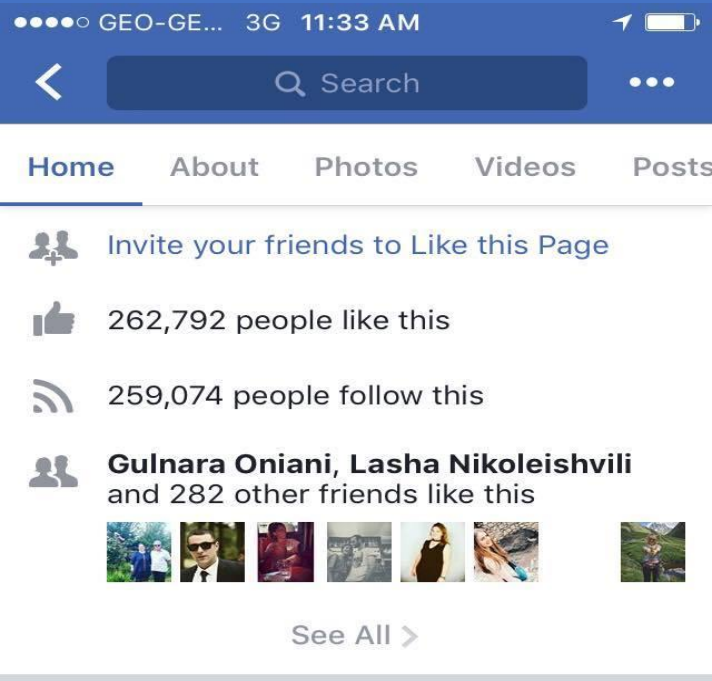 GEO-GE... 3G 11:33 AM
Search
Home About Photos Videos Posts
Invite your friends to Like this Page
262,792 people like this
259,074 people follow this
Gulnara Oniani, Lasha Nikoleishvili
and 282 other friends like this
See All